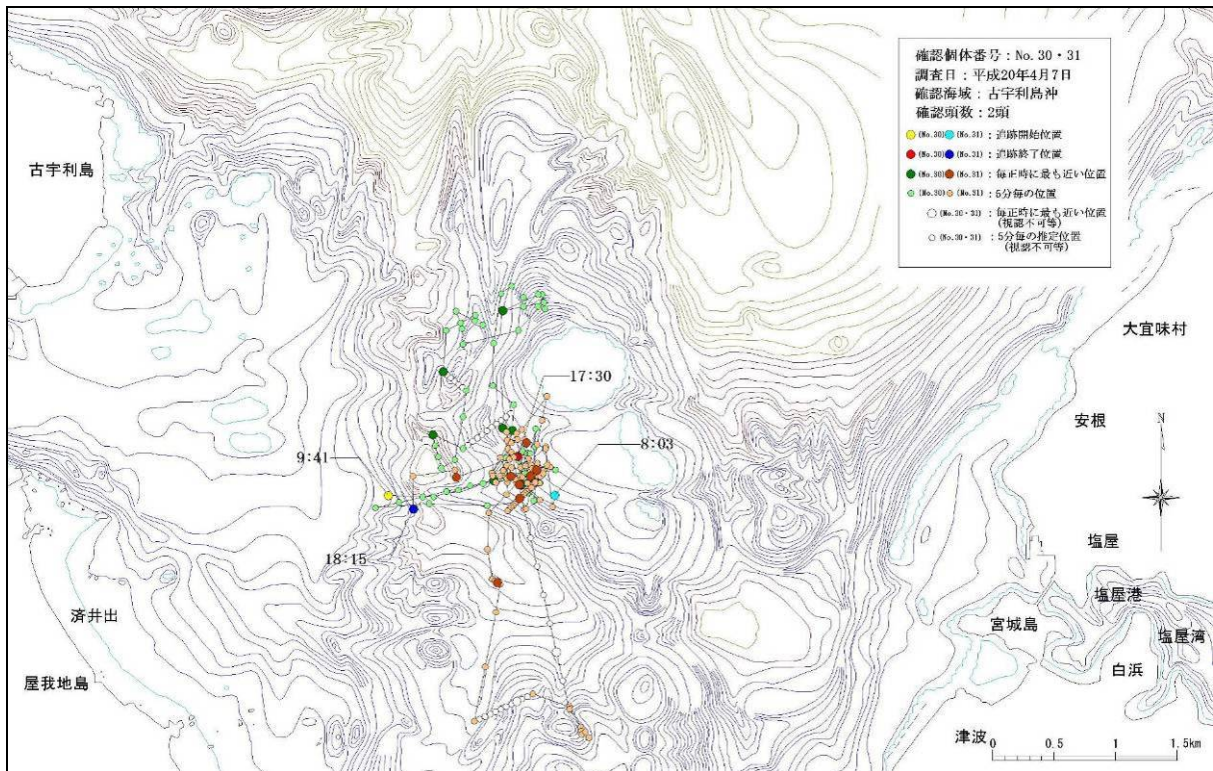 確認個体番号：No.30・31
調査日：平成20年4月7日
確認海域：古宇利島沖
確認頭数：2頭
(No.30) (No.31)：追跡開始位置
(No.30) (No.31)：追跡終了位置
(No.30) (No.31)：毎正時に最も近い位置
(No.30) (No.31)：5分毎の位置
(No.30・31)：毎正時に最も近い位置
(視認不可等)
(No.30・31)：5分毎の推定位置
(視認不可等)
古宇利島
大宜味村
17:30
安根
8:03
9:41
N
塩屋
18:15
塩屋港
済井出
宮城島
塩屋湾
白浜
屋我地島
津波
0 0.5 1 1.5km